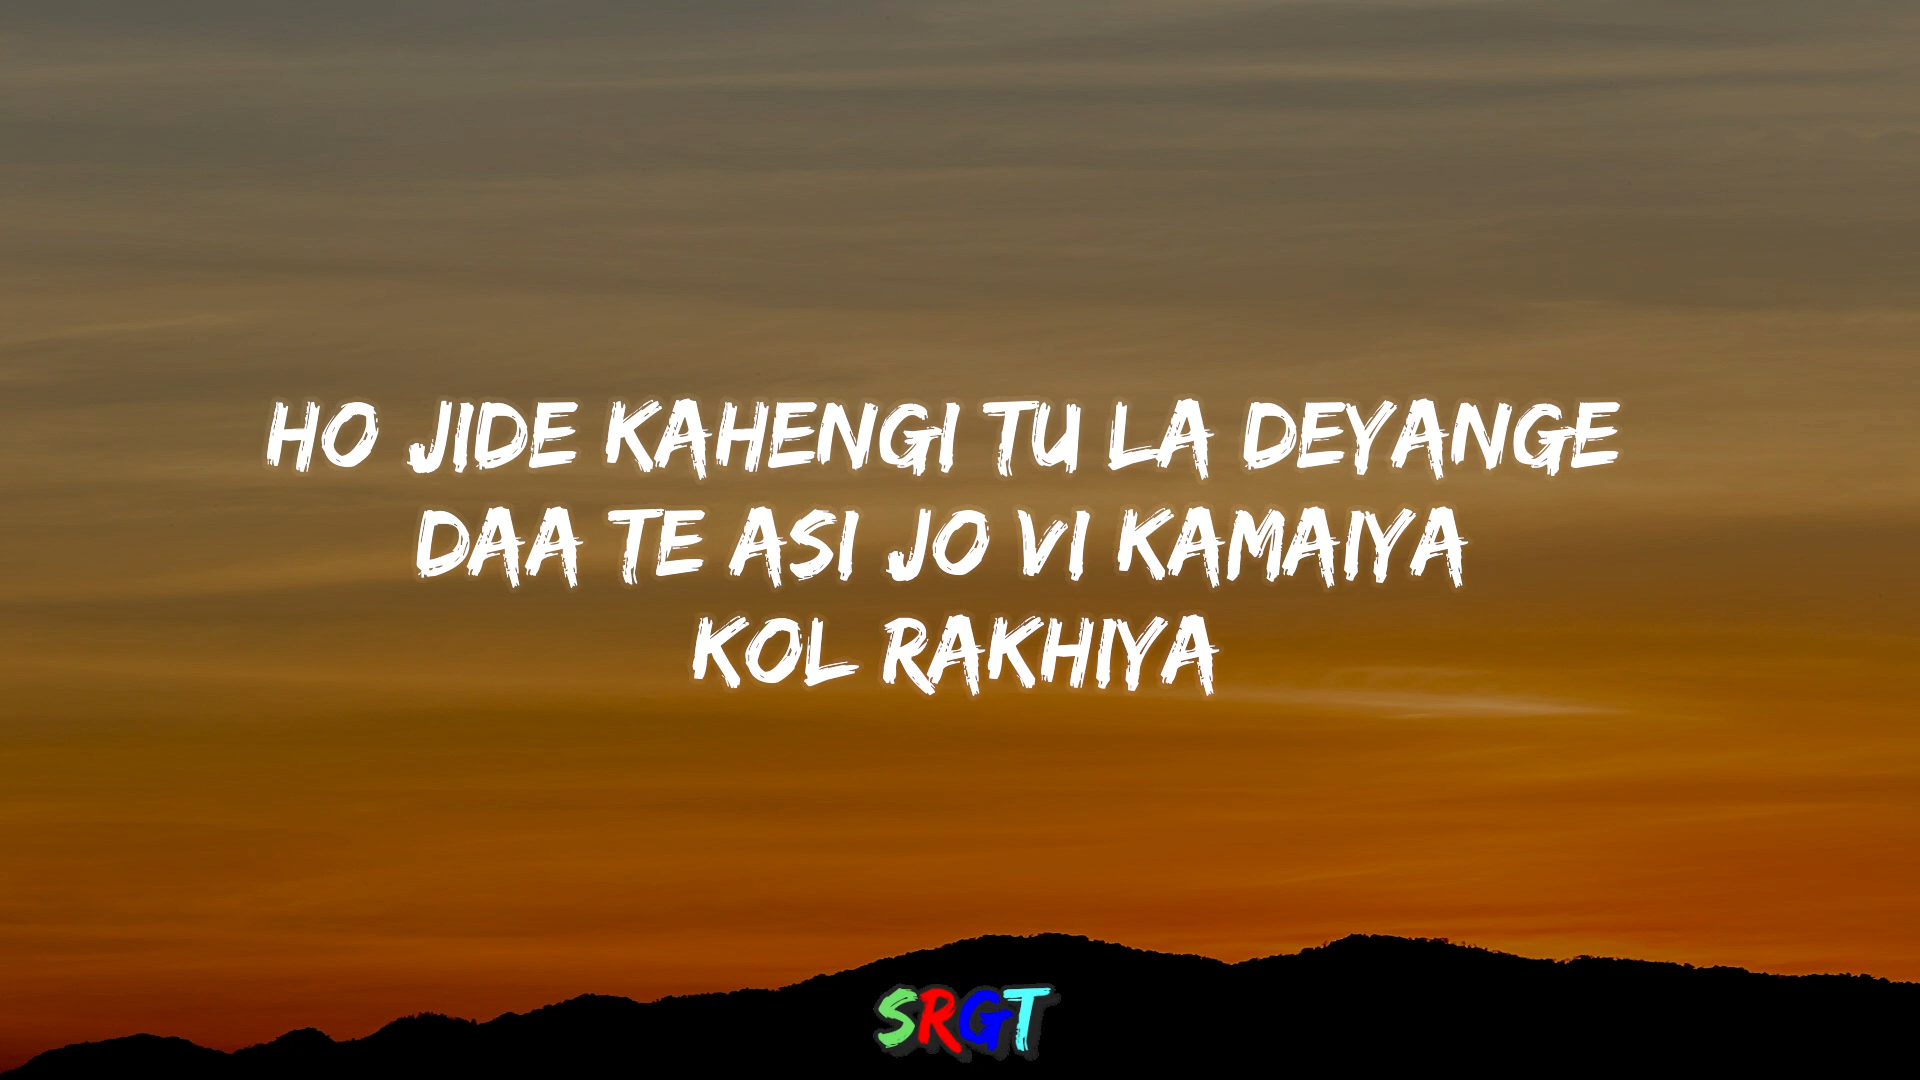 HO JIDE KAHENGI TU LA DEYANGE
DAA TE ASI JO VI KAMAIYA
KOL RAKHIYA
SRGT